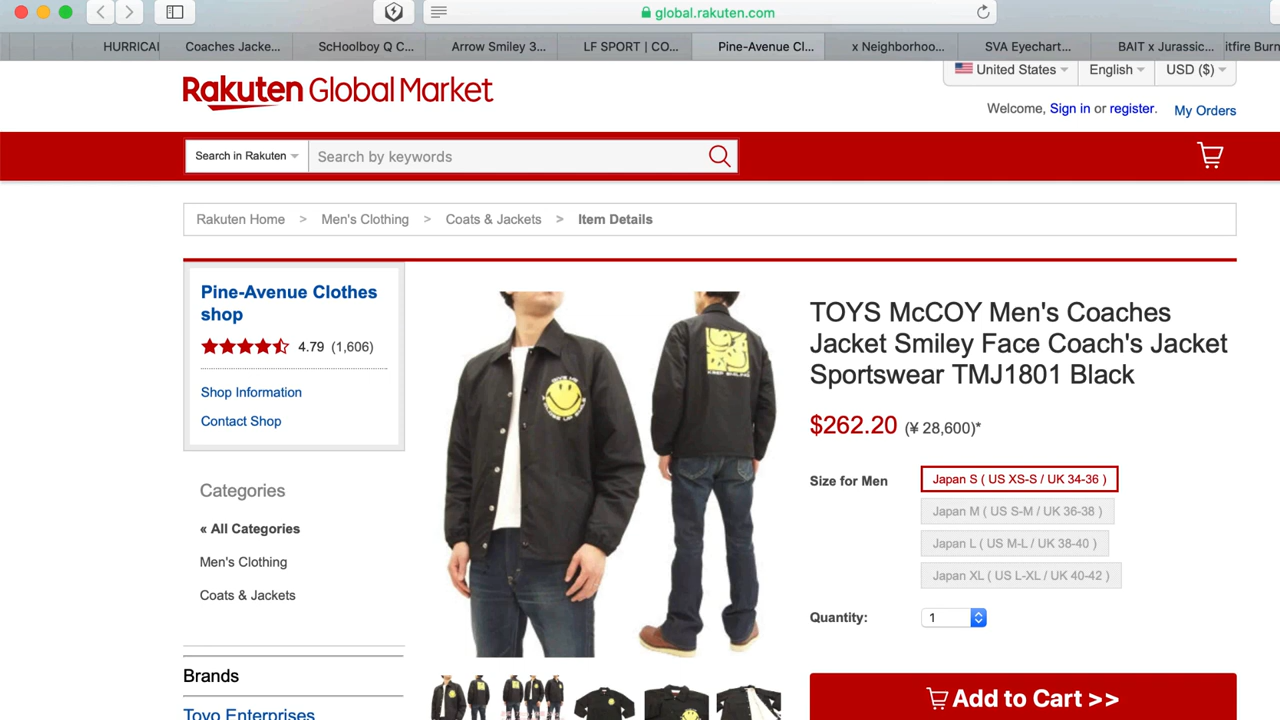 global.rakuten.com
HURRICAI
Coaches Jacke...
ScHoolboy Q C...
Arrow Smiley 3...
LF SPORT | CO...
Pine-Avenue Cl...
x Neighborhoo...
SVA Eyechart...
BAIT x Jurassic...
itfire Burn
Rakuten Global Market
United States
English
USD ($)
Welcome, Sign in or register.
My Orders
Search in Rakuten
Search by keywords
Rakuten Home > Men's Clothing > Coats & Jackets > Item Details
Pine-Avenue Clothes
shop
4.79 (1,606)
Shop Information
Contact Shop
Categories
« All Categories
Men's Clothing
Coats & Jackets
Brands
Toyo Enterprises
KEEP SMILING
TOYS McCOY Men's Coaches
Jacket Smiley Face Coach's Jacket
Sportswear TMJ1801 Black
$262.20 (¥ 28,600)*
Size for Men
Japan S ( US XS-S / UK 34-36 )
Japan M ( US S-M / UK 36-38 )
Japan L ( US M-L / UK 38-40 )
Japan XL ( US L-XL / UK 40-42 )
Quantity:
1
Add to Cart >>